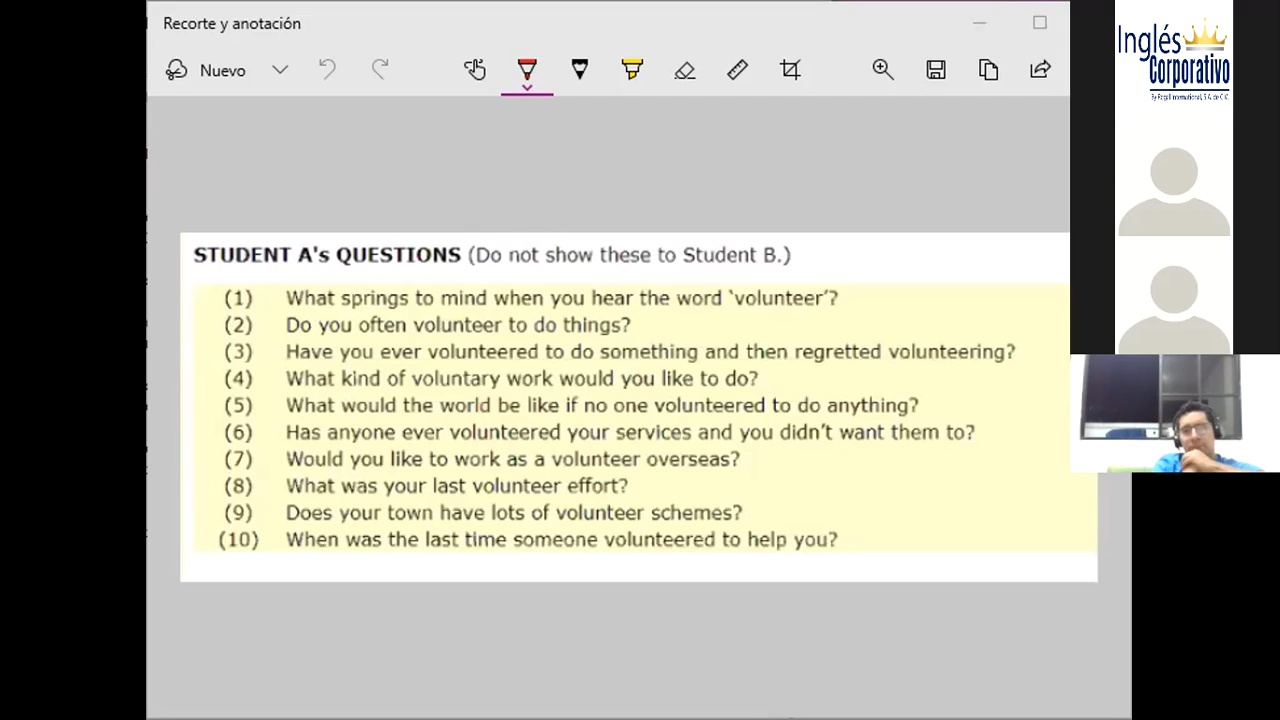 Recorte y anotación
Nuevo
Inglés
Corporativo
By Regal International, S.A. de C.V.
STUDENT A's QUESTIONS (Do not show these to Student B.)
(1) What springs to mind when you hear the word ‘volunteer’?
(2) Do you often volunteer to do things?
(3) Have you ever volunteered to do something and then regretted volunteering?
(4) What kind of voluntary work would you like to do?
(5) What would the world be like if no one volunteered to do anything?
(6) Has anyone ever volunteered your services and you didn’t want them to?
(7) Would you like to work as a volunteer overseas?
(8) What was your last volunteer effort?
(9) Does your town have lots of volunteer schemes?
(10) When was the last time someone volunteered to help you?